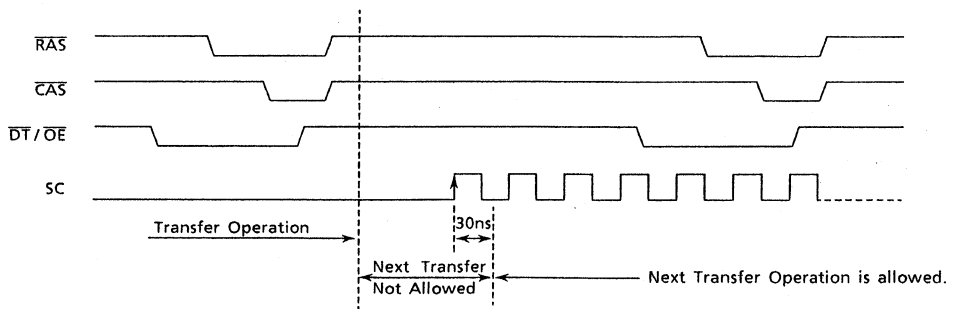 RAS
CAS
DT / OE
SC
30ns
Transfer Operation
Next Transfer
Not Allowed
Next Transfer Operation is allowed.